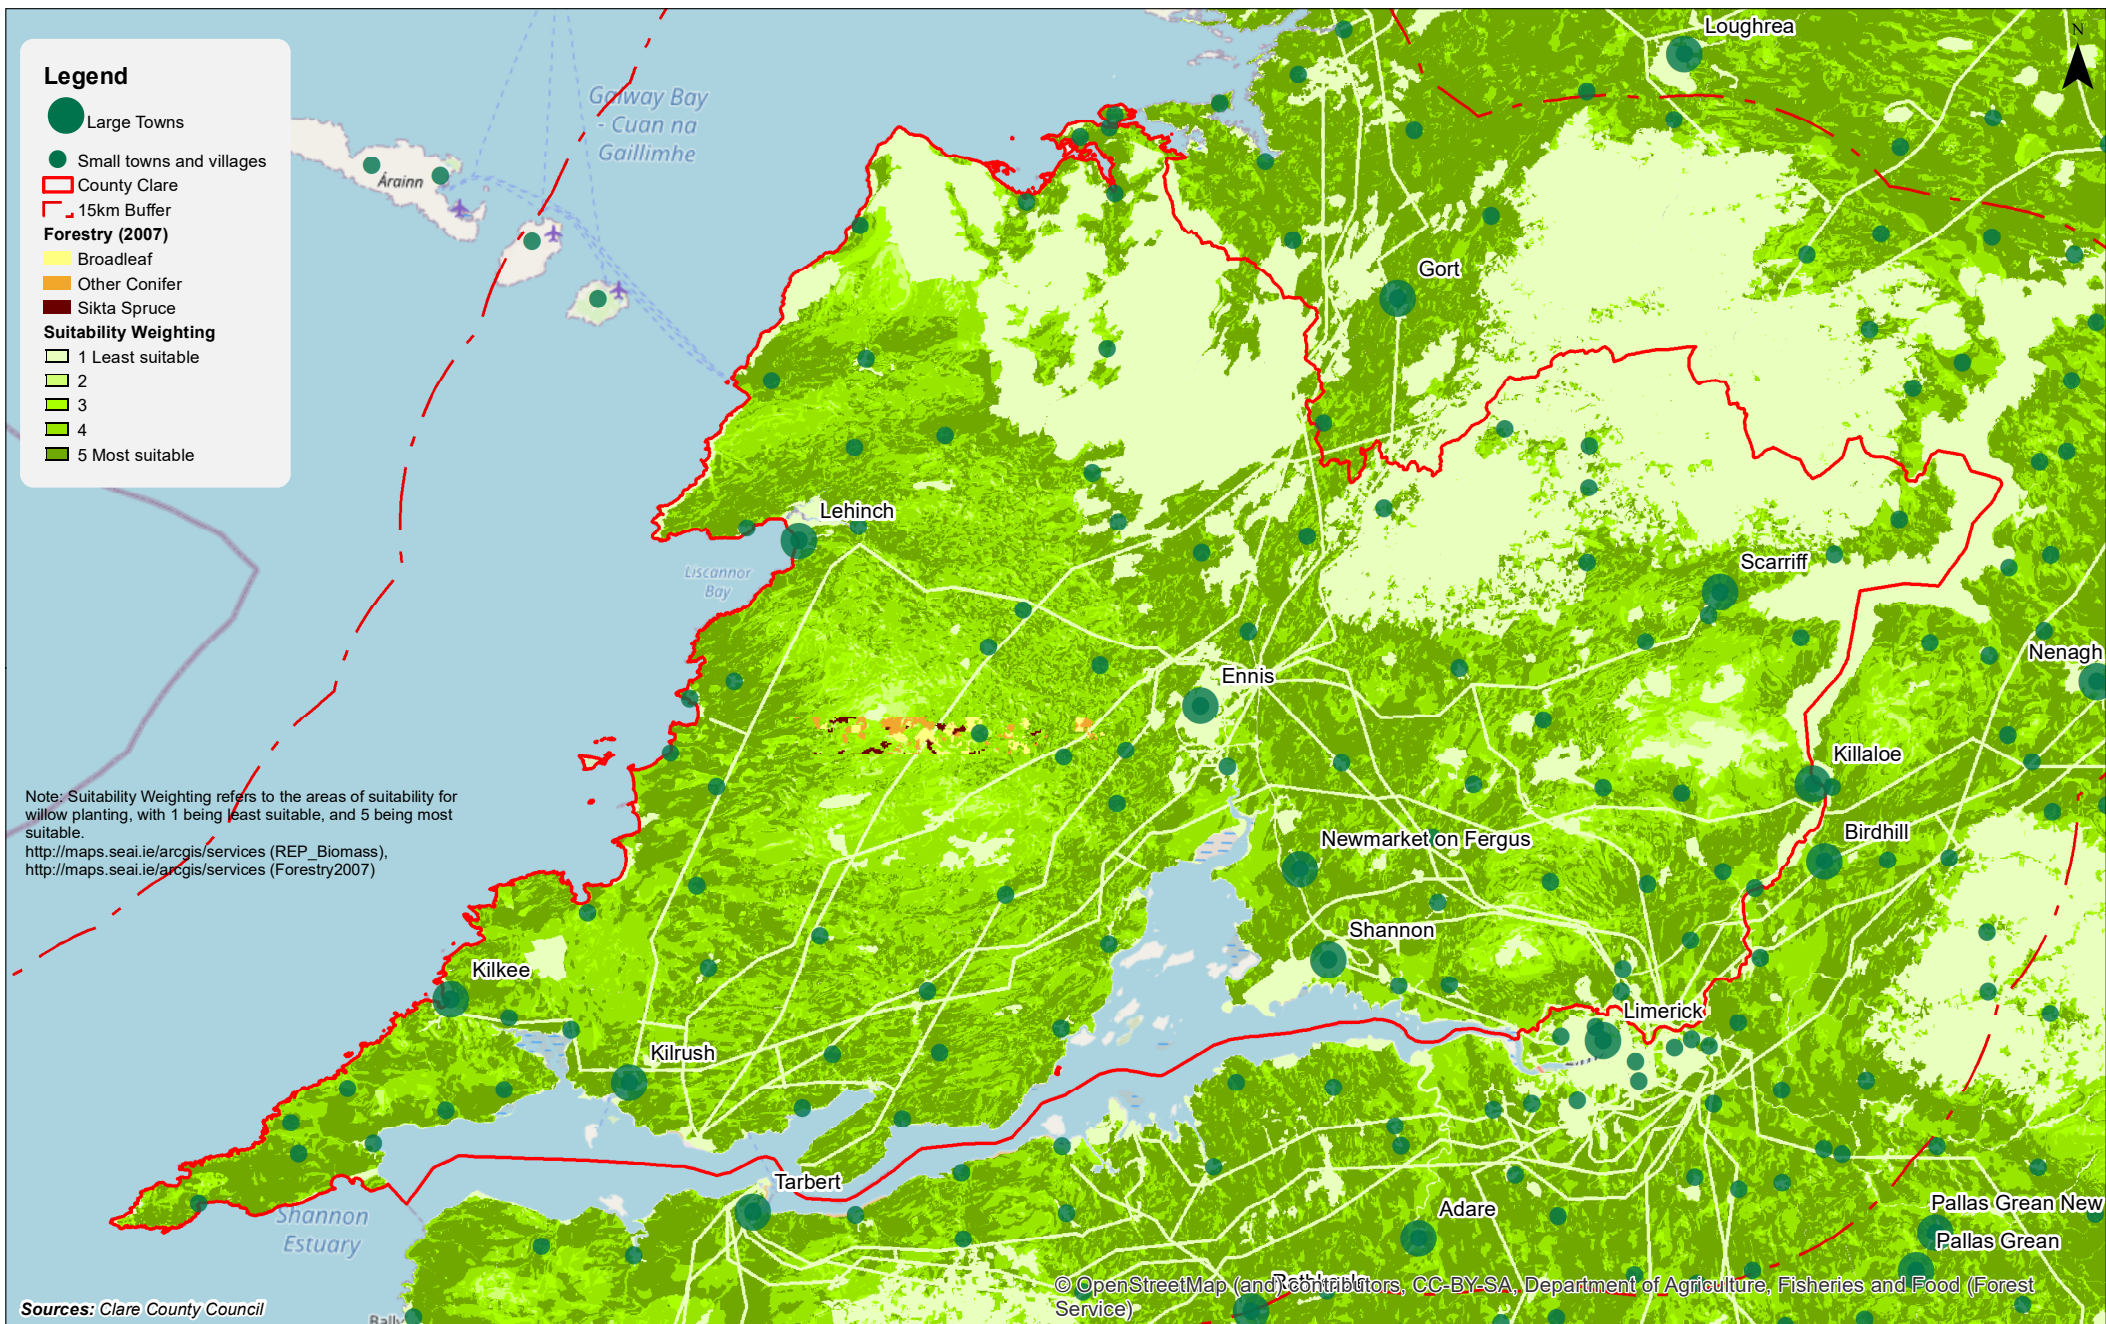 Legend
Large Towns
Small towns and villages
County Clare
15km Buffer
Forestry (2007)
Broadleaf
Other Conifer
Sikta Spruce
Suitability Weighting
1 Least suitable
2
3
4
5 Most suitable
Galway Bay
- Cuan na
Gaillimhe
Árainn
N
Loughrea
Gort
Lehinch
Liscannor
Bay
Scarriff
Ennis
Nenagh
Killaloe
Birdhill
Newmarket on Fergus
Shannon
Limerick
Kilkee
Kilrush
Tarbert
Adare
Shannon
Estuary
Pallas Grean New
Pallas Grean
Note: Suitability Weighting refers to the areas of suitability for
willow planting, with 1 being least suitable, and 5 being most
suitable.
http://maps.seai.ie/arcgis/services (REP_Biomass),
http://maps.seai.ie/arcgis/services (Forestry2007)
Sources: Clare County Council
© OpenStreetMap (and) contributors, CC-BY-SA, Department of Agriculture, Fisheries and Food (Forest
Service)